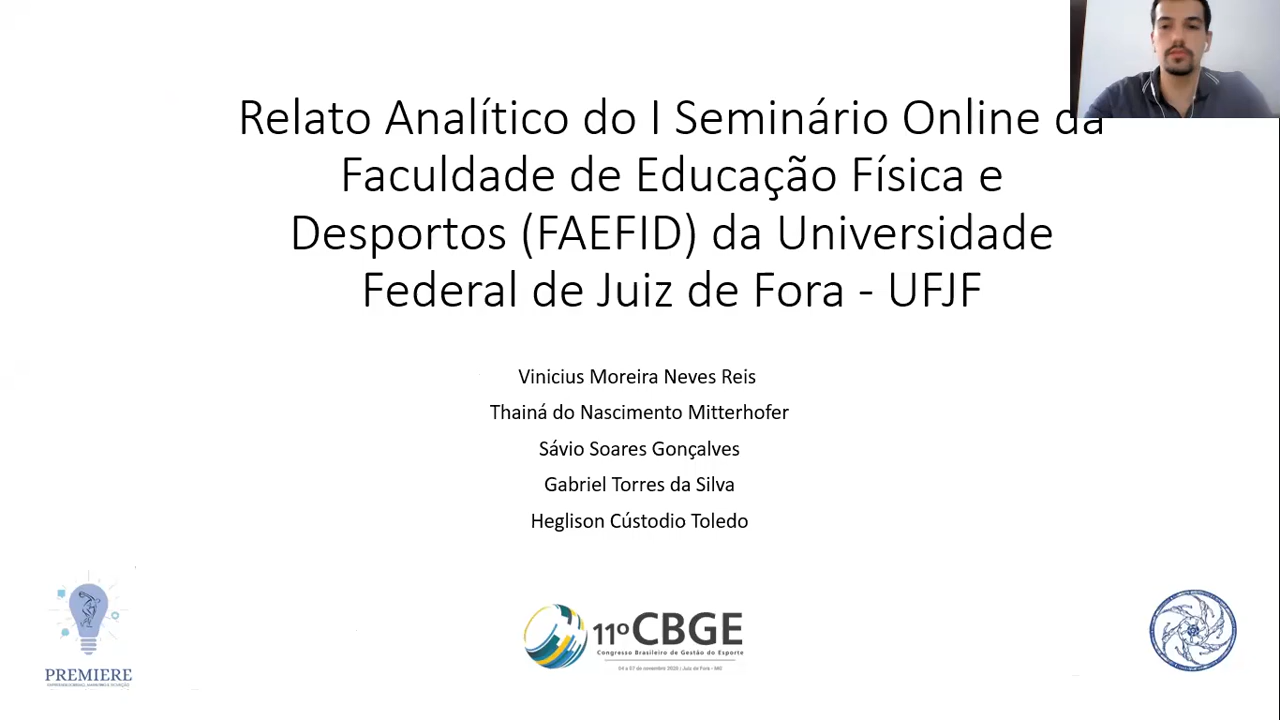 Relato Analítico do I Seminário Online da
Faculdade de Educação Física e
Desportos (FAEFID) da Universidade
Federal de Juiz de Fora - UFJF
Vinicius Moreira Neves Reis
Thainá do Nascimento Mitterhofer
Sávio Soares Gonçalves
Gabriel Torres da Silva
Heglison Cústodio Toledo
PREMIERE
11º CBGE
Congresso Brasileiro de Gestão do Esporte